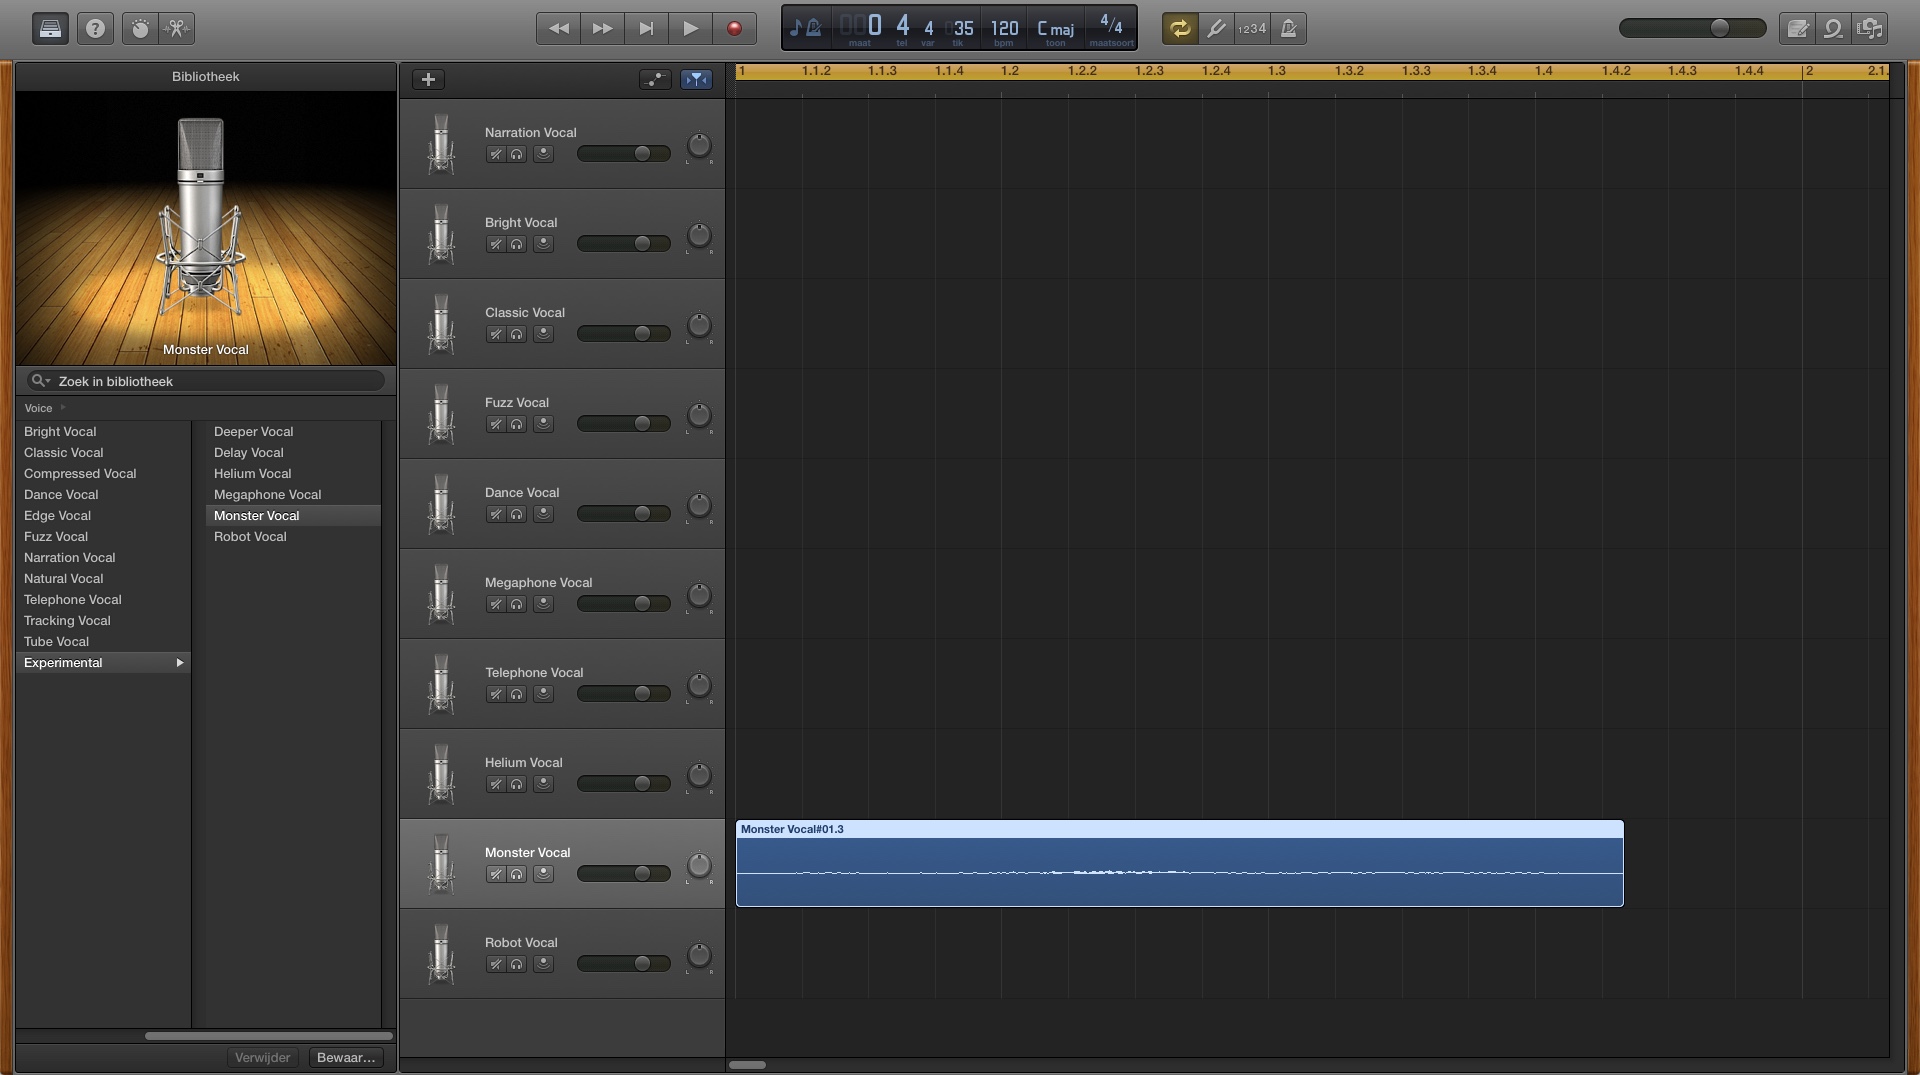 ?
1234
0 4 4 35 120 C maj 4/4
maat tel var tik bpm toon maatsoort
Bibliotheek
Monster Vocal
Zoek in bibliotheek
Voice
Bright Vocal
Classic Vocal
Compressed Vocal
Dance Vocal
Edge Vocal
Fuzz Vocal
Narration Vocal
Natural Vocal
Telephone Vocal
Tracking Vocal
Tube Vocal
Experimental
Deeper Vocal
Delay Vocal
Helium Vocal
Megaphone Vocal
Monster Vocal
Robot Vocal
Verwijder
Bewaar...
1 1.1.2 1.1.3 1.1.4 1.2 1.2.2 1.2.3 1.2.4 1.3 1.3.2 1.3.3 1.3.4 1.4 1.4.2 1.4.3 1.4.4 2 2.1.
Narration Vocal
L R
Bright Vocal
L R
Classic Vocal
L R
Fuzz Vocal
L R
Dance Vocal
L R
Megaphone Vocal
L R
Telephone Vocal
L R
Helium Vocal
L R
Monster Vocal
L R
Monster Vocal#01.3
Robot Vocal
L R